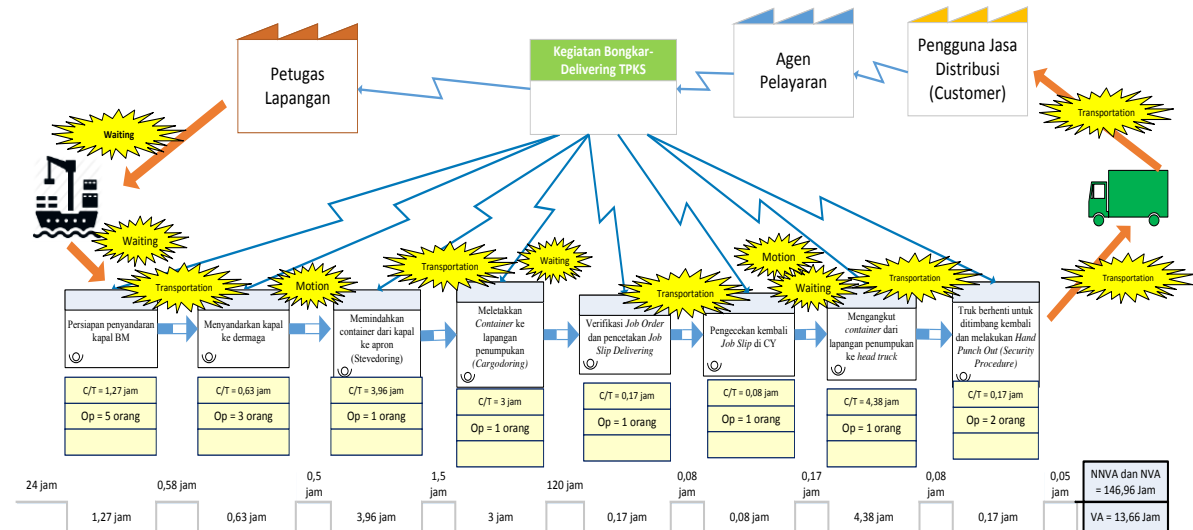 Petugas
Lapangan
Kegiatan Bongkar-
Delivering TPKS
Agen
Pelayaran
Pengguna Jasa
Distribusi
(Customer)
Waiting
Transportation
Waiting
Transportation
Motion
Transportation
Waiting
Transportation
Motion
Waiting
Transportation
Transportation
Persiapan penyandaran
kapal BM
C/T = 1,27 jam
Op = 5 orang
Menyandarkan kapal
ke dermaga
C/T = 0,63 jam
Op = 3 orang
Memindahkan
container dari kapal
ke apron (Stevedoring)
C/T = 3,96 jam
Op = 1 orang
Meletakkan
Container ke
lapangan
penumpukan
(Cargodoring)
C/T = 3 jam
Op = 1 orang
Verifikasi Job Order
dan pencetakan Job
Slip Delivering
C/T = 0,17 jam
Op = 1 orang
Pengecekan kembali
Job Slip di CY
C/T = 0,08 jam
Op = 1 orang
Mengangkut
container dari
lapangan penumpukan
ke head truck
C/T = 4,38 jam
Op = 1 orang
Truk berhenti untuk
ditimbang kembali
dan melakukan Hand
Punch Out (Security
Procedure)
C/T = 0,17 jam
Op = 2 orang
24 jam
0,58 jam
0,5
jam
1,5
jam
120 jam
0,08
jam
0,17
jam
0,08
jam
0,05
jam
NNVA dan NVA
= 146,96 Jam
1,27 jam
0,63 jam
3,96 jam
3 jam
0,17 jam
0,08 jam
4,38 jam
0,17 jam
VA = 13,66 Jam